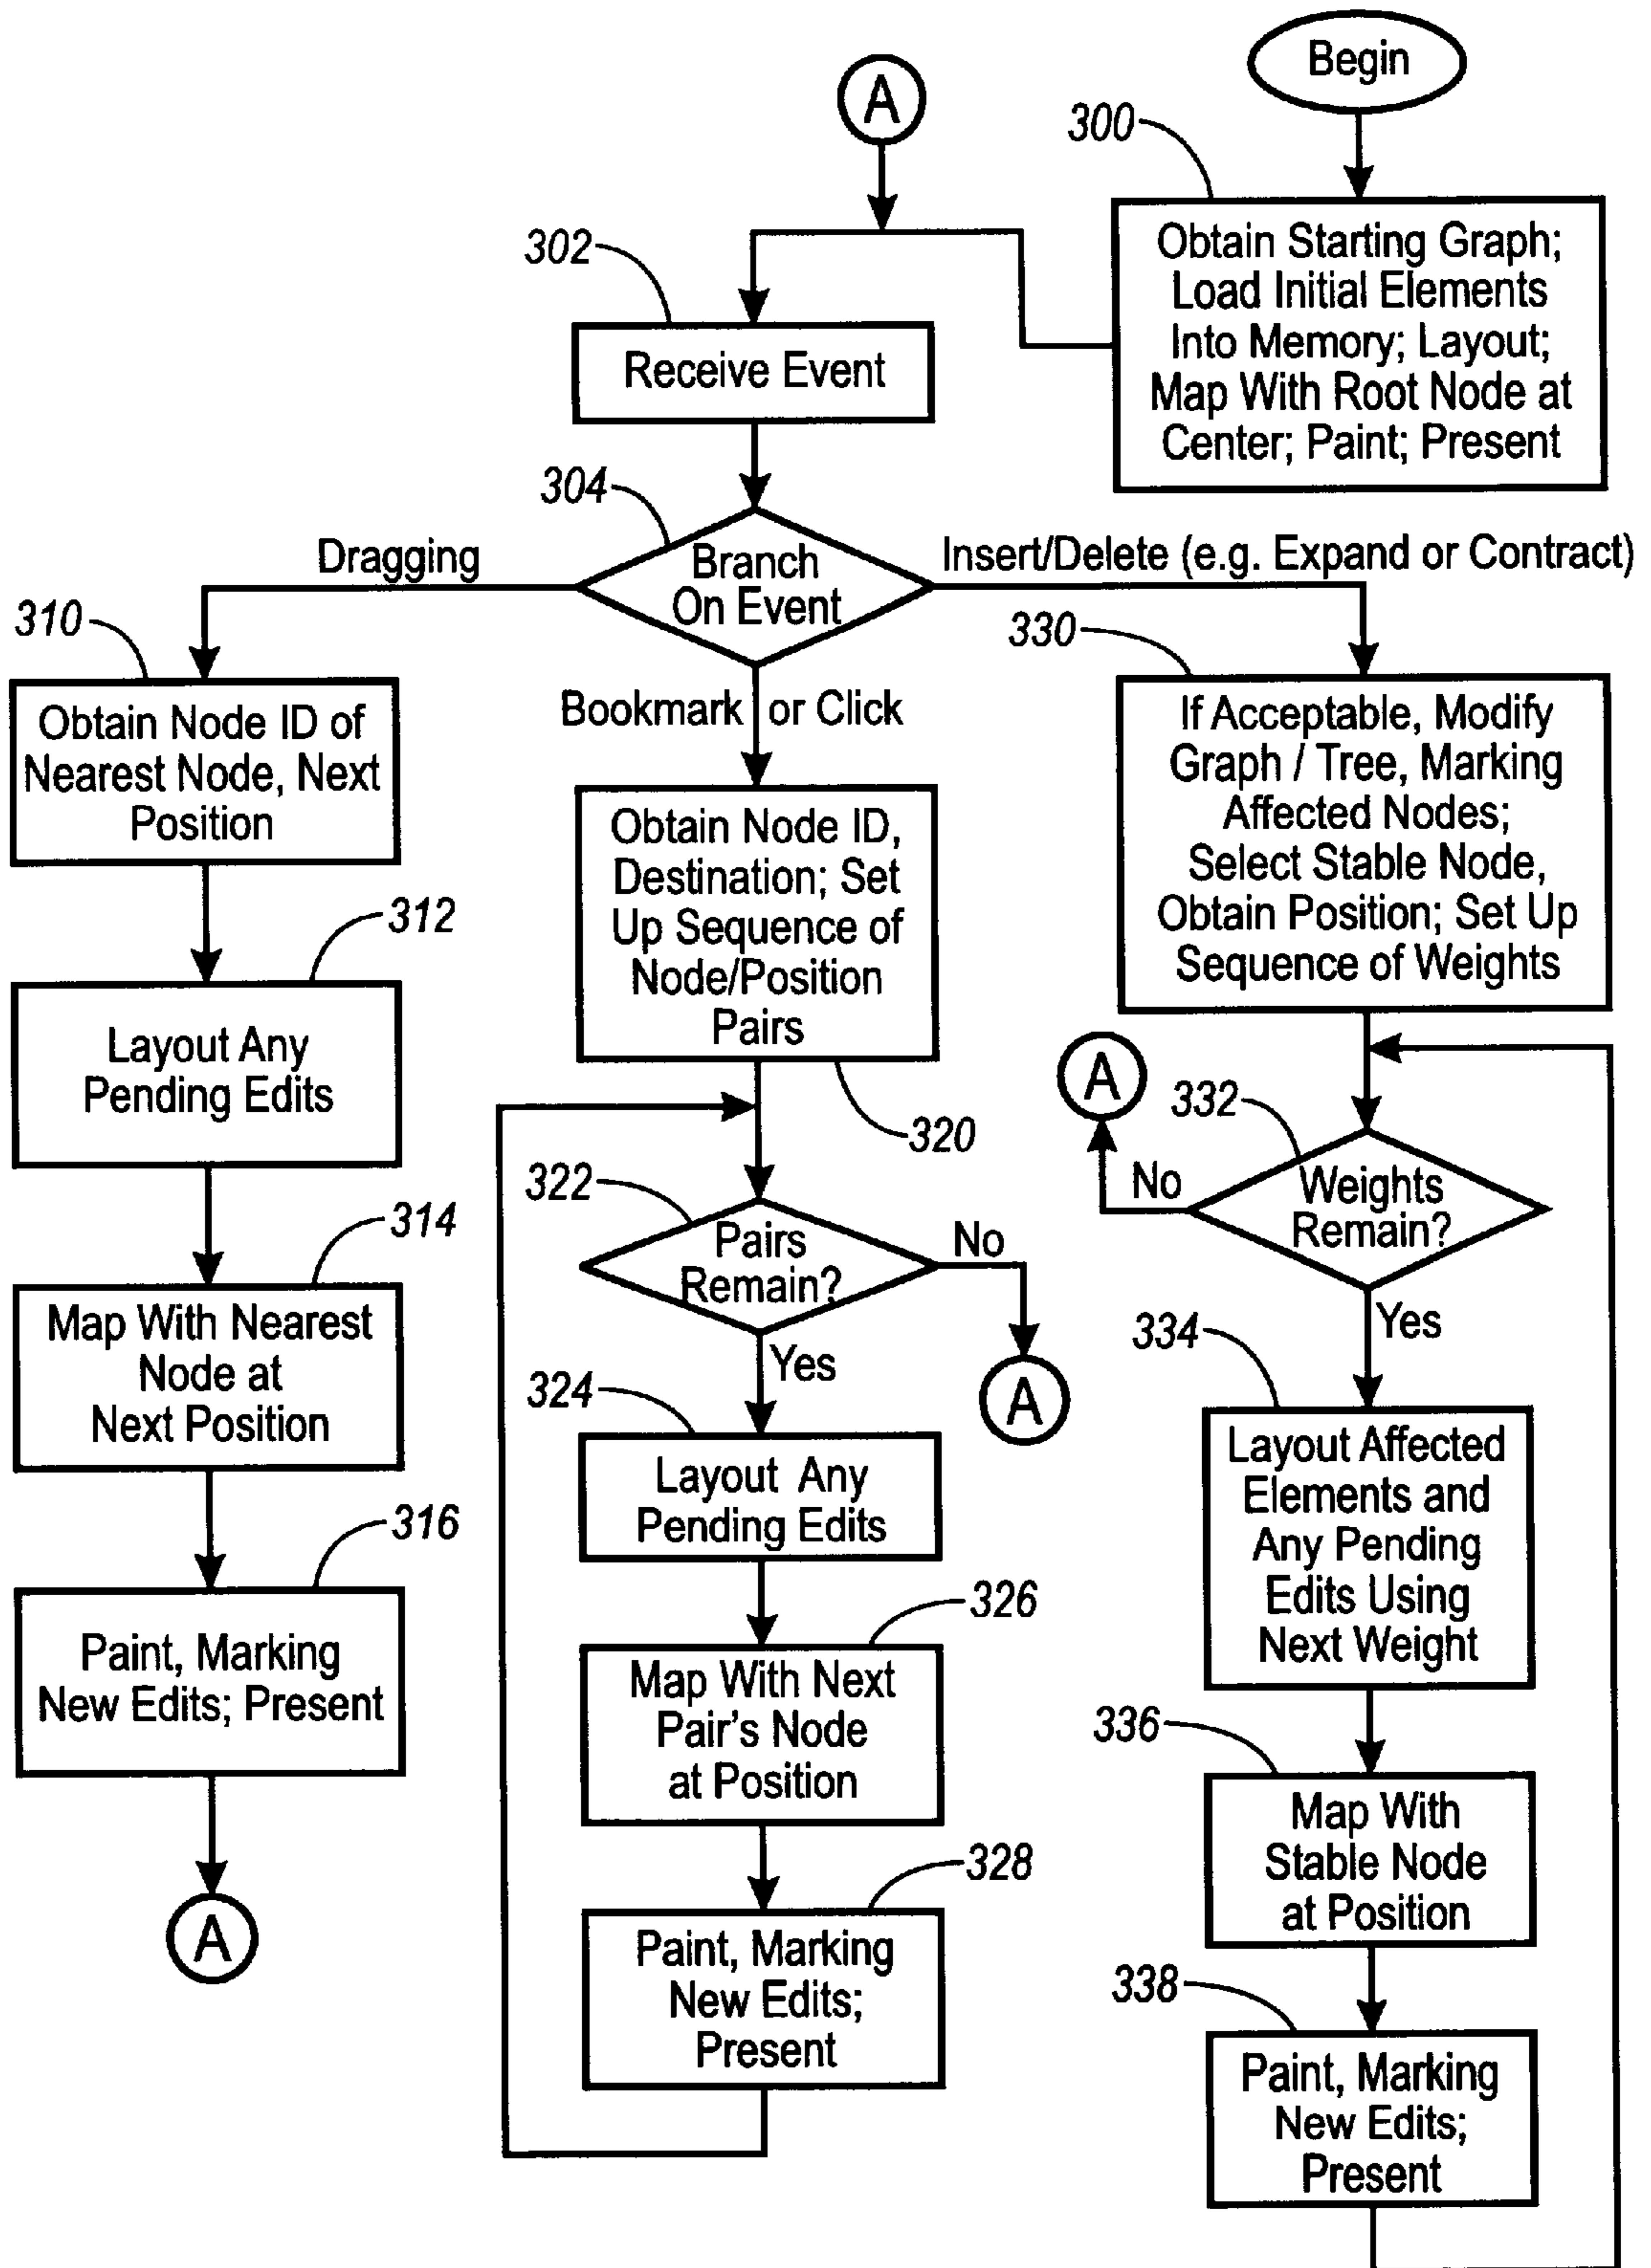 Begin
A
300
Obtain Starting Graph;
Load Initial Elements
Into Memory; Layout;
Map With Root Node at
Center; Paint; Present
302
Receive Event
304
Branch
On Event
Dragging
Insert/Delete (e.g. Expand or Contract)
Bookmark or Click
310
Obtain Node ID of
Nearest Node, Next
Position
312
Layout Any
Pending Edits
314
Map With Nearest
Node at
Next Position
316
Paint, Marking
New Edits; Present
A
Obtain Node ID,
Destination; Set
Up Sequence of
Node/Position
Pairs
320
322
Pairs
Remain?
No
A
Yes
324
Layout Any
Pending Edits
326
Map With Next
Pair's Node
at Position
328
Paint, Marking
New Edits;
Present
330
If Acceptable, Modify
Graph / Tree, Marking
Affected Nodes;
Select Stable Node,
Obtain Position; Set Up
Sequence of Weights
A
332
No
Weights
Remain?
Yes
334
Layout Affected
Elements and
Any Pending
Edits Using
Next Weight
336
Map With
Stable Node
at Position
338
Paint, Marking
New Edits;
Present